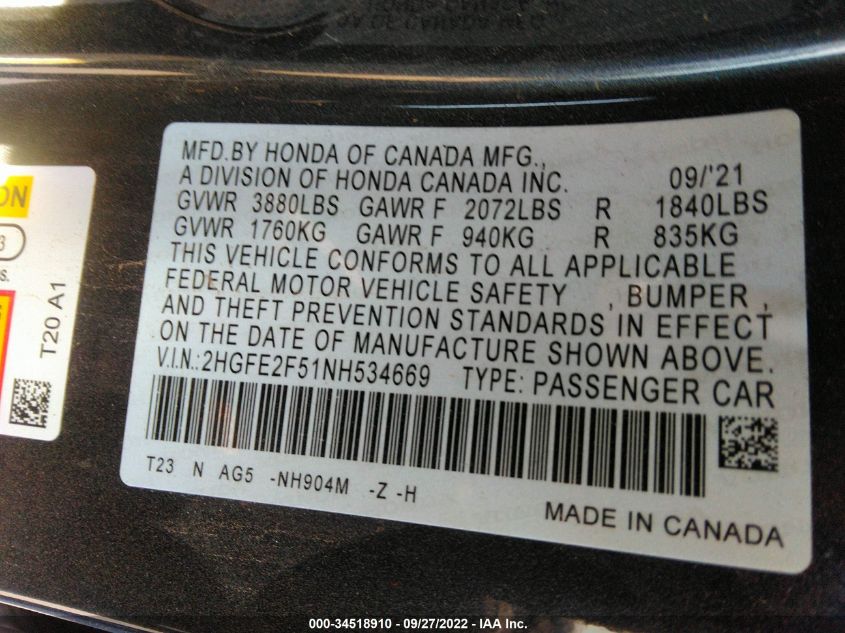 ON
3
s.
T20 A1
MFD.BY HONDA OF CANADA MFG.,
A DIVISION OF HONDA CANADA INC. 09/'21
GVWR 3880LBS GAWR F 2072LBS R 1840LBS
GVWR 1760KG GAWR F 940KG R 835KG
THIS VEHICLE CONFORMS TO ALL APPLICABLE
FEDERAL MOTOR VEHICLE SAFETY , BUMPER ,
AND THEFT PREVENTION STANDARDS IN EFFECT
ON THE DATE OF MANUFACTURE SHOWN ABOVE.
V.I.N.:2HGFE2F51NH534669 TYPE: PASSENGER CAR
T23 N AG5 -NH904M -Z -H
MADE IN CANADA
000-34518910 - 09/27/2022 - IAA Inc.